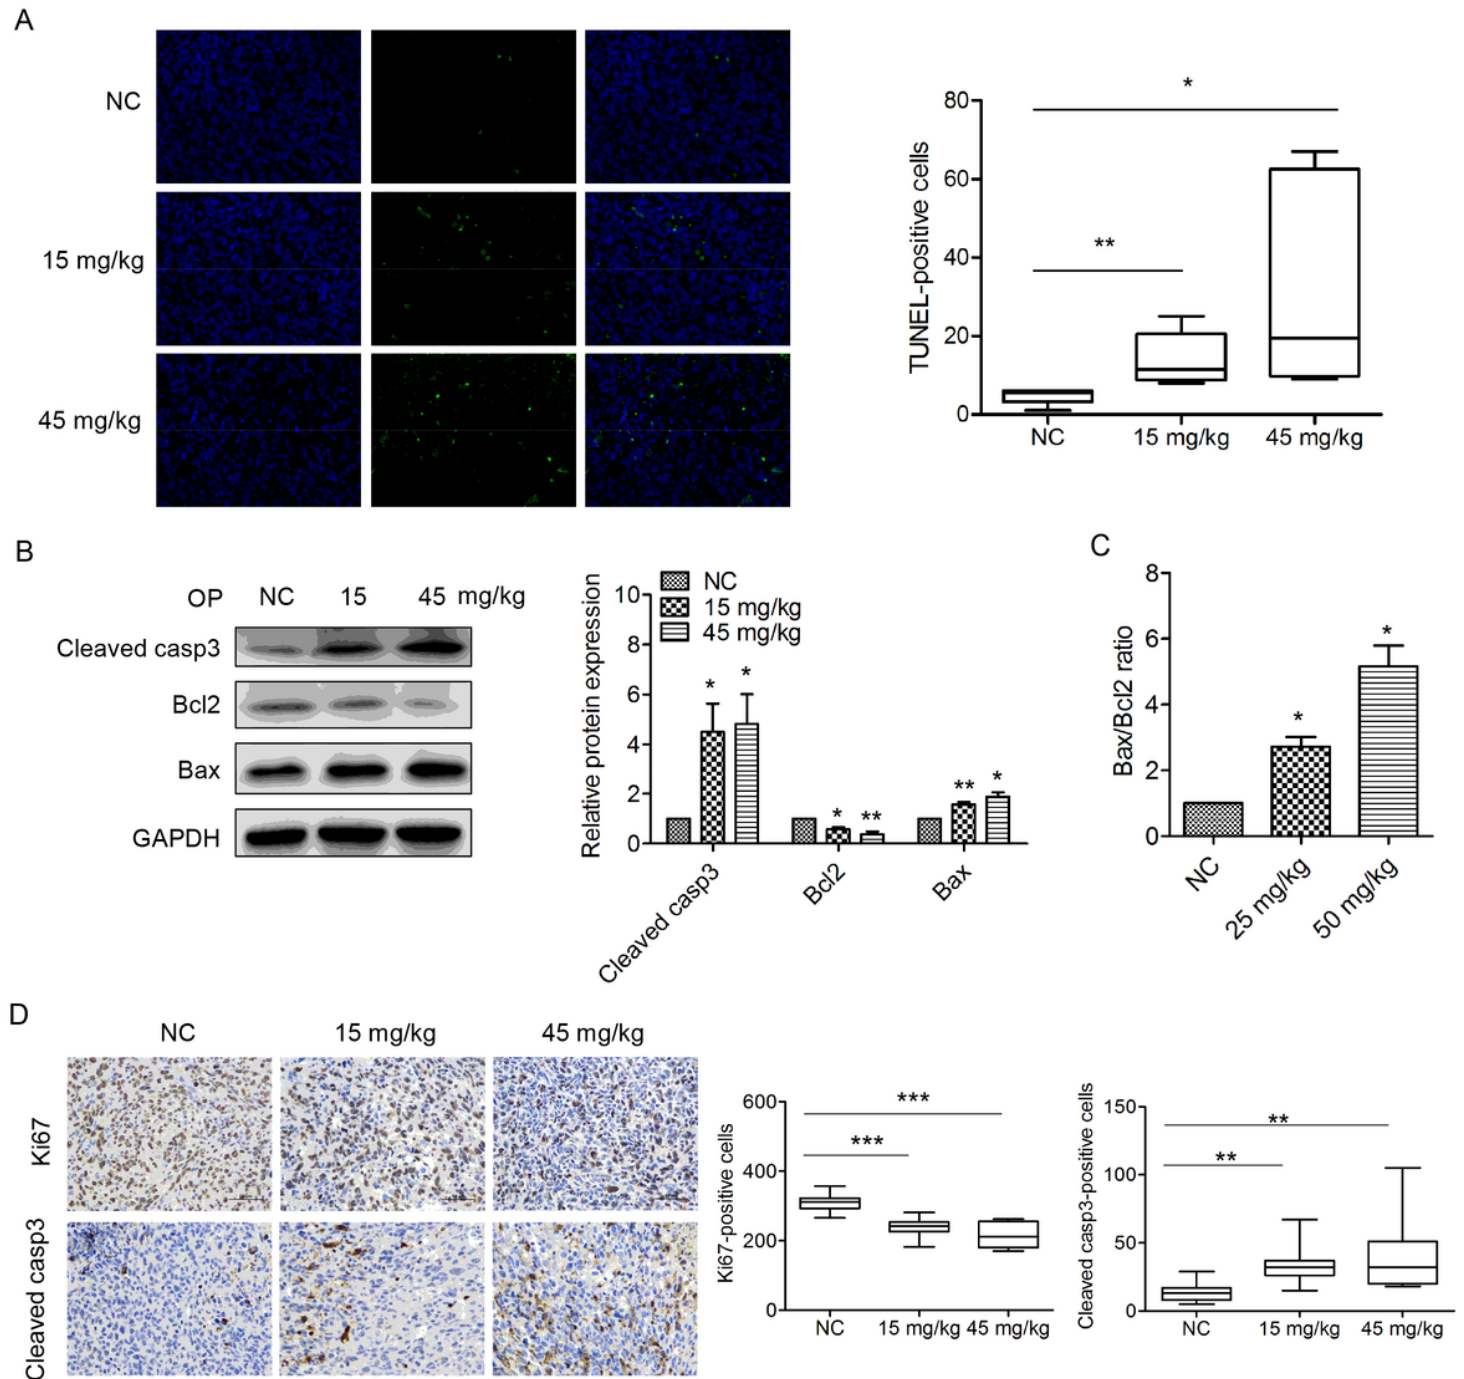 A
NC
15 mg/kg
45 mg/kg
TUNEL-positive cells
80
60
40
20
0
*
**
NC 15 mg/kg 45 mg/kg
B
OP NC 15 45 mg/kg
Cleaved casp3
Bcl2
Bax
GAPDH
Relative protein expression
10
8
6
4
2
0
NC
15 mg/kg
45 mg/kg
* *
* **
** *
Cleaved casp3
Bcl2
Bax
C
Bax/Bcl2 ratio
8
6
4
2
0
*
*
NC
25 mg/kg
50 mg/kg
D
NC 15 mg/kg 45 mg/kg
Ki67
Cleaved casp3
Ki67-positive cells
600
400
200
0
***
***
NC 15 mg/kg 45 mg/kg
Cleaved casp3-positive cells
150
100
50
0
**
**
NC 15 mg/kg 45 mg/kg